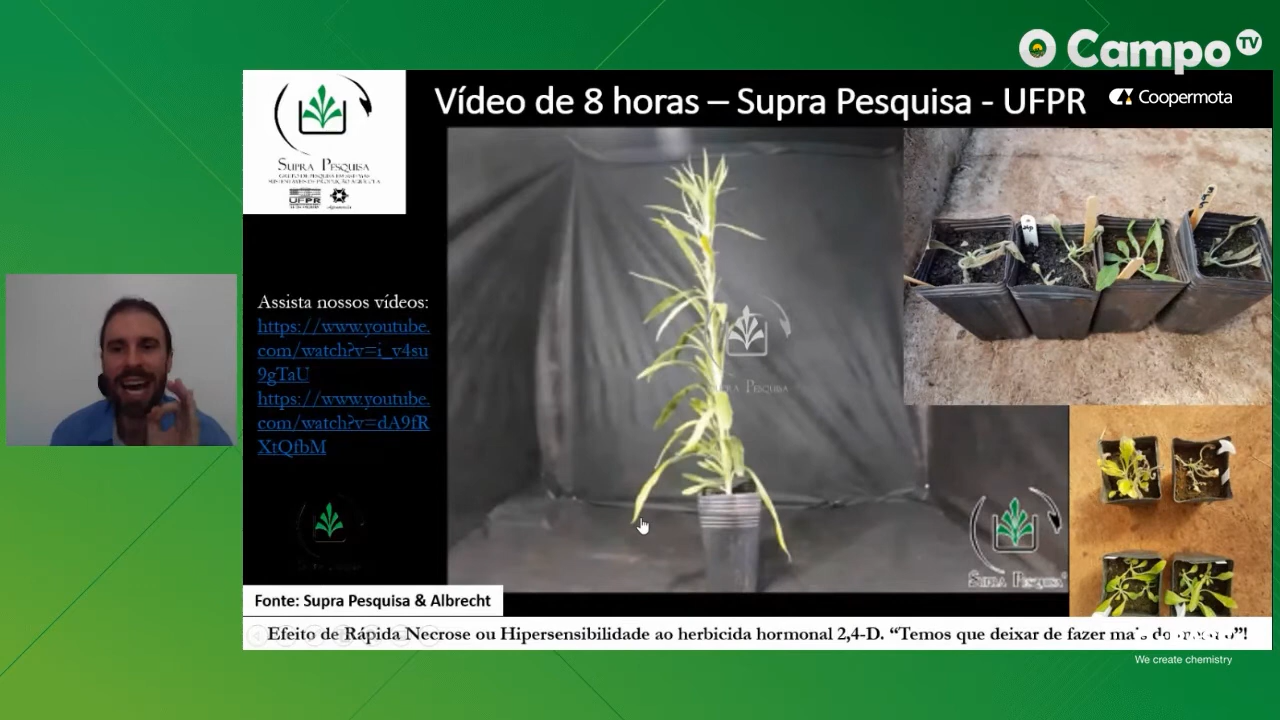 O Campo TV
Vídeo de 8 horas – Supra Pesquisa - UFPR
Coopermota
SUPRA PESQUISA
UFPR
Assista nossos vídeos:
https://www.youtube.
com/watch?v=i_v4su
9gTaU
https://www.youtube.
com/watch?v=dA9fR
XtQfbM
SUPRA PESQUISA
SUPRA PESQUISA
Fonte: Supra Pesquisa & Albrecht
Efeito de Rápida Necrose ou Hipersensibilidade ao herbicida hormonal 2,4-D. “Temos que deixar de fazer mais do
We create chemistry